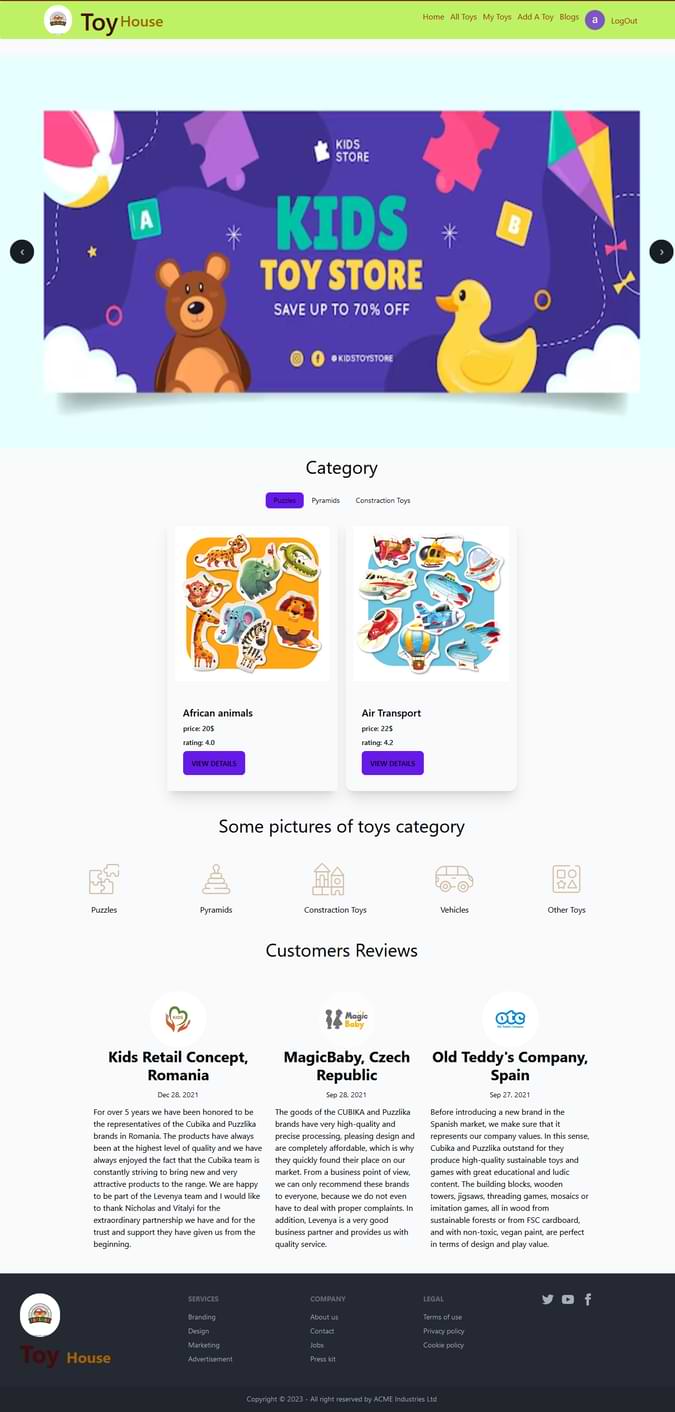 Toy House
Home All Toys My Toys Add A Toy Blogs a LogOut
KIDS
STORE
A
B
KIDS
TOY STORE
SAVE UP TO 70% OFF
@KIDSTOYSTORE
Category
Puzzles Pyramids Constraction Toys
African animals
price: 20$
rating: 4.0
VIEW DETAILS
Air Transport
price: 22$
rating: 4.2
VIEW DETAILS
Some pictures of toys category
Puzzles Pyramids Constraction Toys Vehicles Other Toys
Customers Reviews
KIDS
Kids Retail Concept,
Romania
Dec 28, 2021
For over 5 years we have been honored to be
the representatives of the Cubika and Puzzlika
brands in Romania. The products have always
been at the highest level of quality and we have
always enjoyed the fact that the Cubika team is
constantly striving to bring new and very
attractive products to the range. We are happy
to be part of the Levenya team and I would like
to thank Nicholas and Vitalyi for the
extraordinary partnership we have and for the
trust and support they have given us from the
beginning.
Magic
Baby
MagicBaby, Czech
Republic
Sep 28, 2021
The goods of the CUBIKA and Puzzlika
brands have very high-quality and
precise processing, pleasing design and
are completely affordable, which is why
they quickly found their place on our
market. From a business point of view,
we can only recommend these brands
to everyone, because we do not even
have to deal with proper complaints. In
addition, Levenya is a very good
business partner and provides us with
quality service.
otc
Old Teddy's Company,
Spain
Sep 27, 2021
Before introducing a new brand in the
Spanish market, we make sure that it
represents our company values. In this sense,
Cubika and Puzzlika outstand for they
produce high-quality sustainable toys and
games with great educational and ludic
content. The building blocks, wooden
towers, jigsaws, threading games, mosaics or
imitation games, all in wood from
sustainable forests or from FSC cardboard,
and with non-toxic, vegan paint, are perfect
in terms of design and play value.
Toy House
SERVICES
Branding
Design
Marketing
Advertisement
COMPANY
About us
Contact
Jobs
Press kit
LEGAL
Terms of use
Privacy policy
Cookie policy
Copyright © 2023 - All right reserved by ACME Industries Ltd